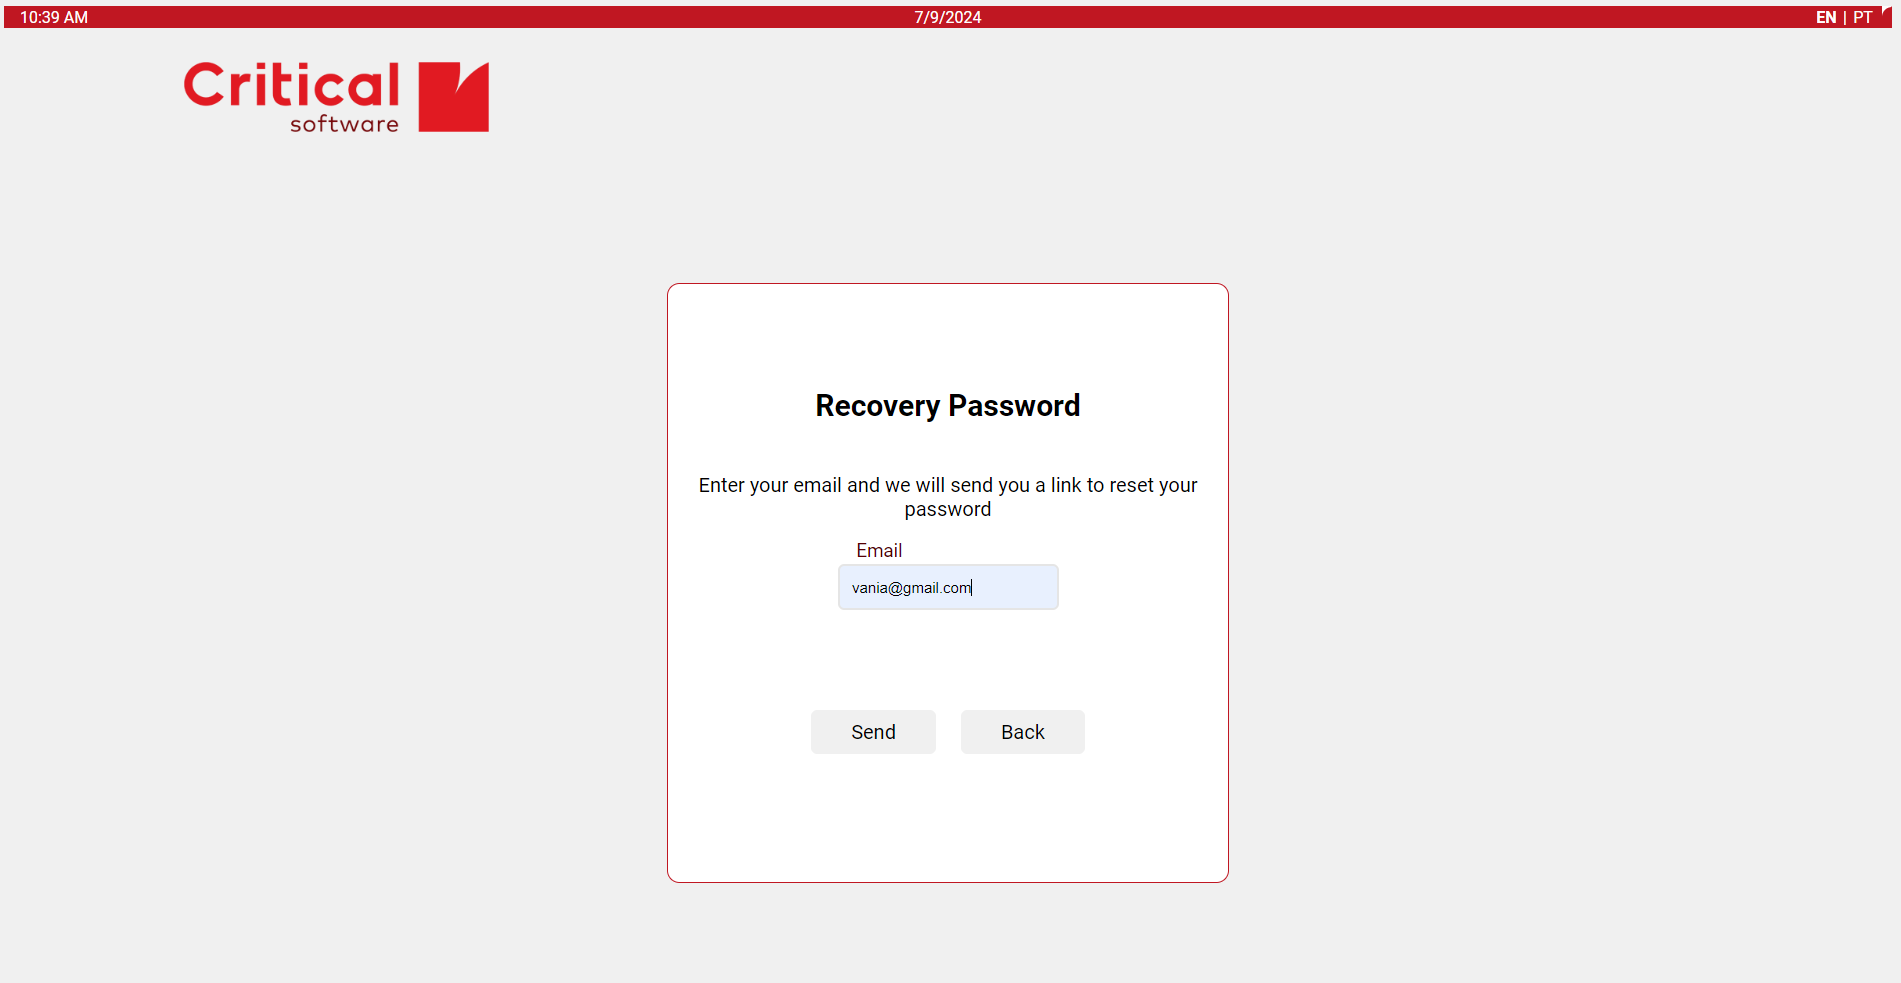 10:39 AM
7/9/2024
EN | PT
Critical
software
Recovery Password
Enter your email and we will send you a link to reset your
password
Email
vania@gmail.com
Send
Back